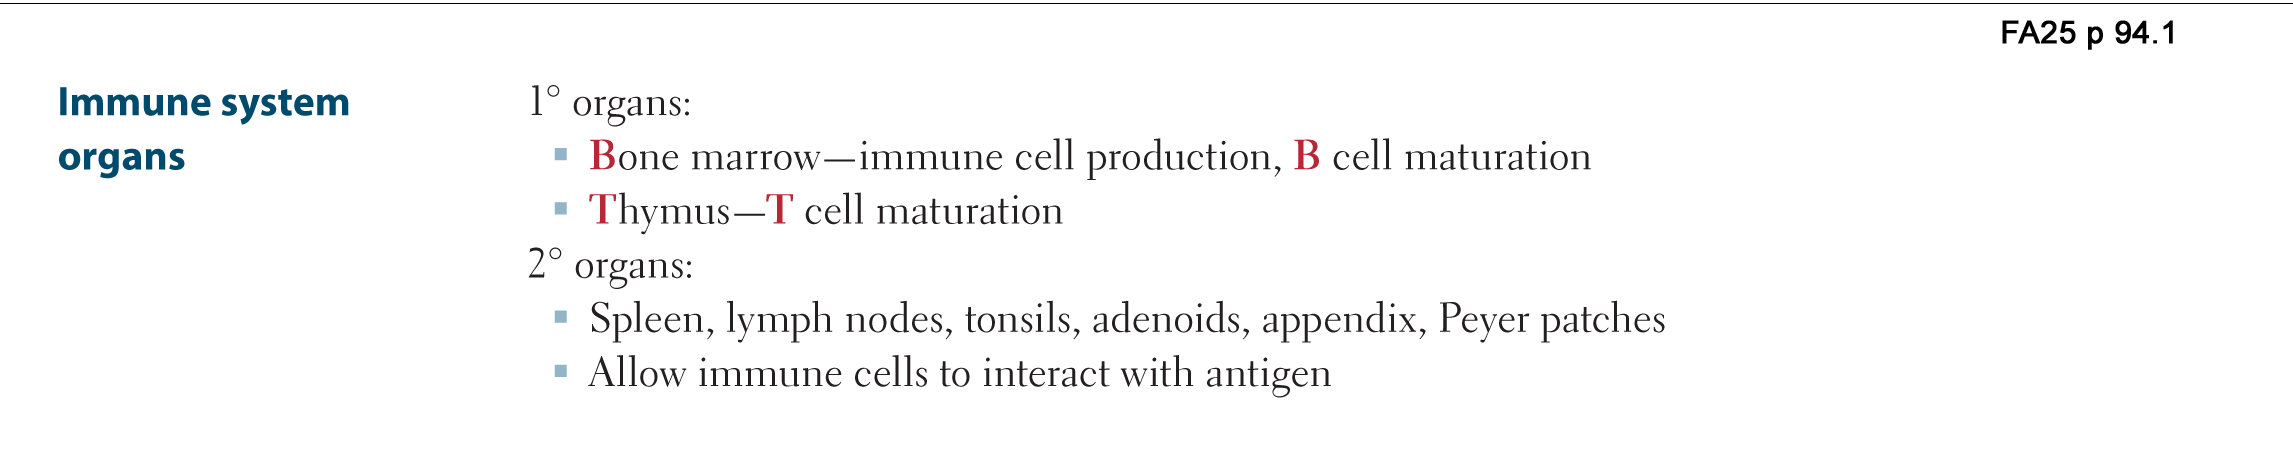 FA25 p 94.1
Immune system
organs
1° organs:
▪ Bone marrow—immune cell production, B cell maturation
▪ Thymus—T cell maturation
2° organs:
▪ Spleen, lymph nodes, tonsils, adenoids, appendix, Peyer patches
▪ Allow immune cells to interact with antigen